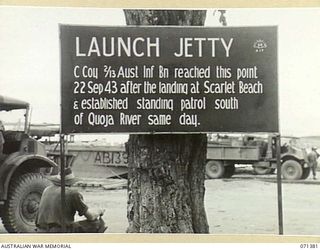 LAUNCH JETTY
A.I.F
C Coy 2/13 Aust Inf Bn reached this point
22 Sep 43 after the landing at Scarlet Beach
& established standing patrol south
of Quoja River same day.
AUSTRALIAN WAR MEMORIAL
071381